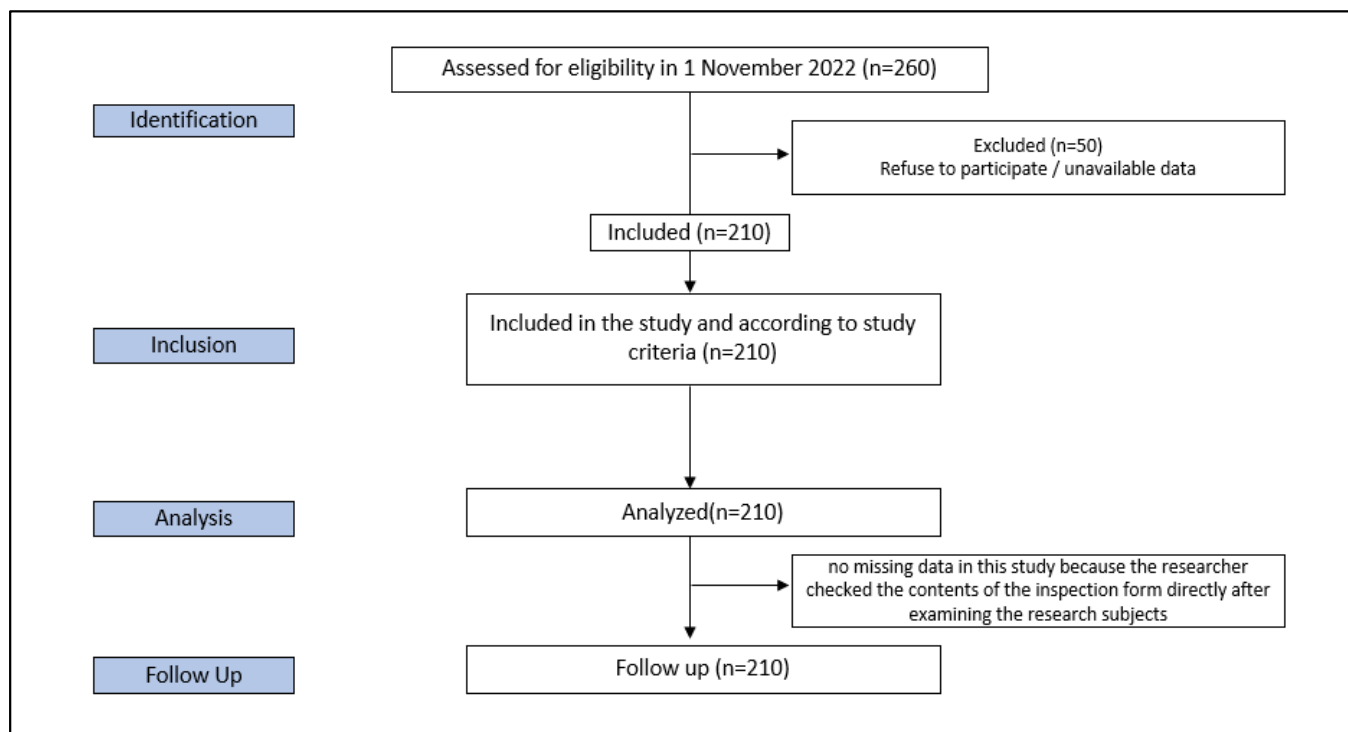 Assessed for eligibility in 1 November 2022 (n=260)
Identification
Excluded (n=50)
Refuse to participate / unavailable data
Included (n=210)
Inclusion
Included in the study and according to study
criteria (n=210)
Analysis
Analyzed(n=210)
no missing data in this study because the researcher
checked the contents of the inspection form directly after
examining the research subjects
Follow Up
Follow up (n=210)